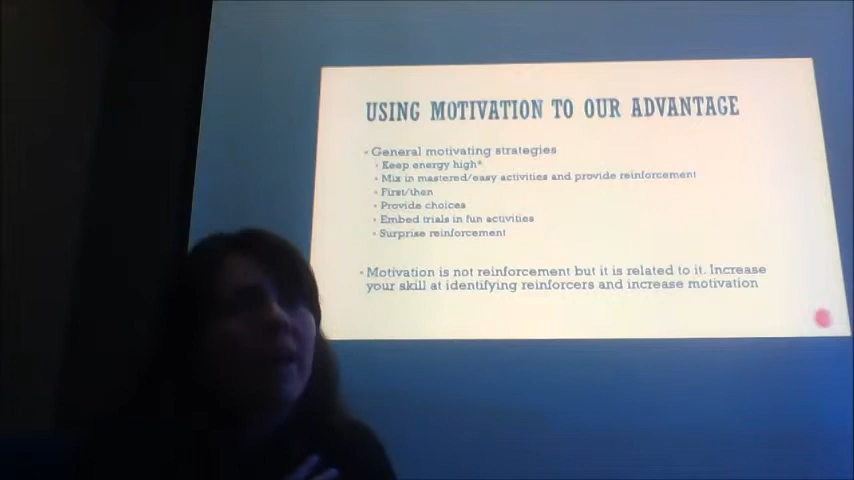 USING MOTIVATION TO OUR ADVANTAGE
• General motivating strategies
• Keep energy high*
• Mix in mastered/easy activities and provide reinforcement
• First/then
• Provide choices
• Embed trials in fun activities
• Surprise reinforcement
• Motivation is not reinforcement but it is related to it. Increase
your skill at identifying reinforcers and increase motivation